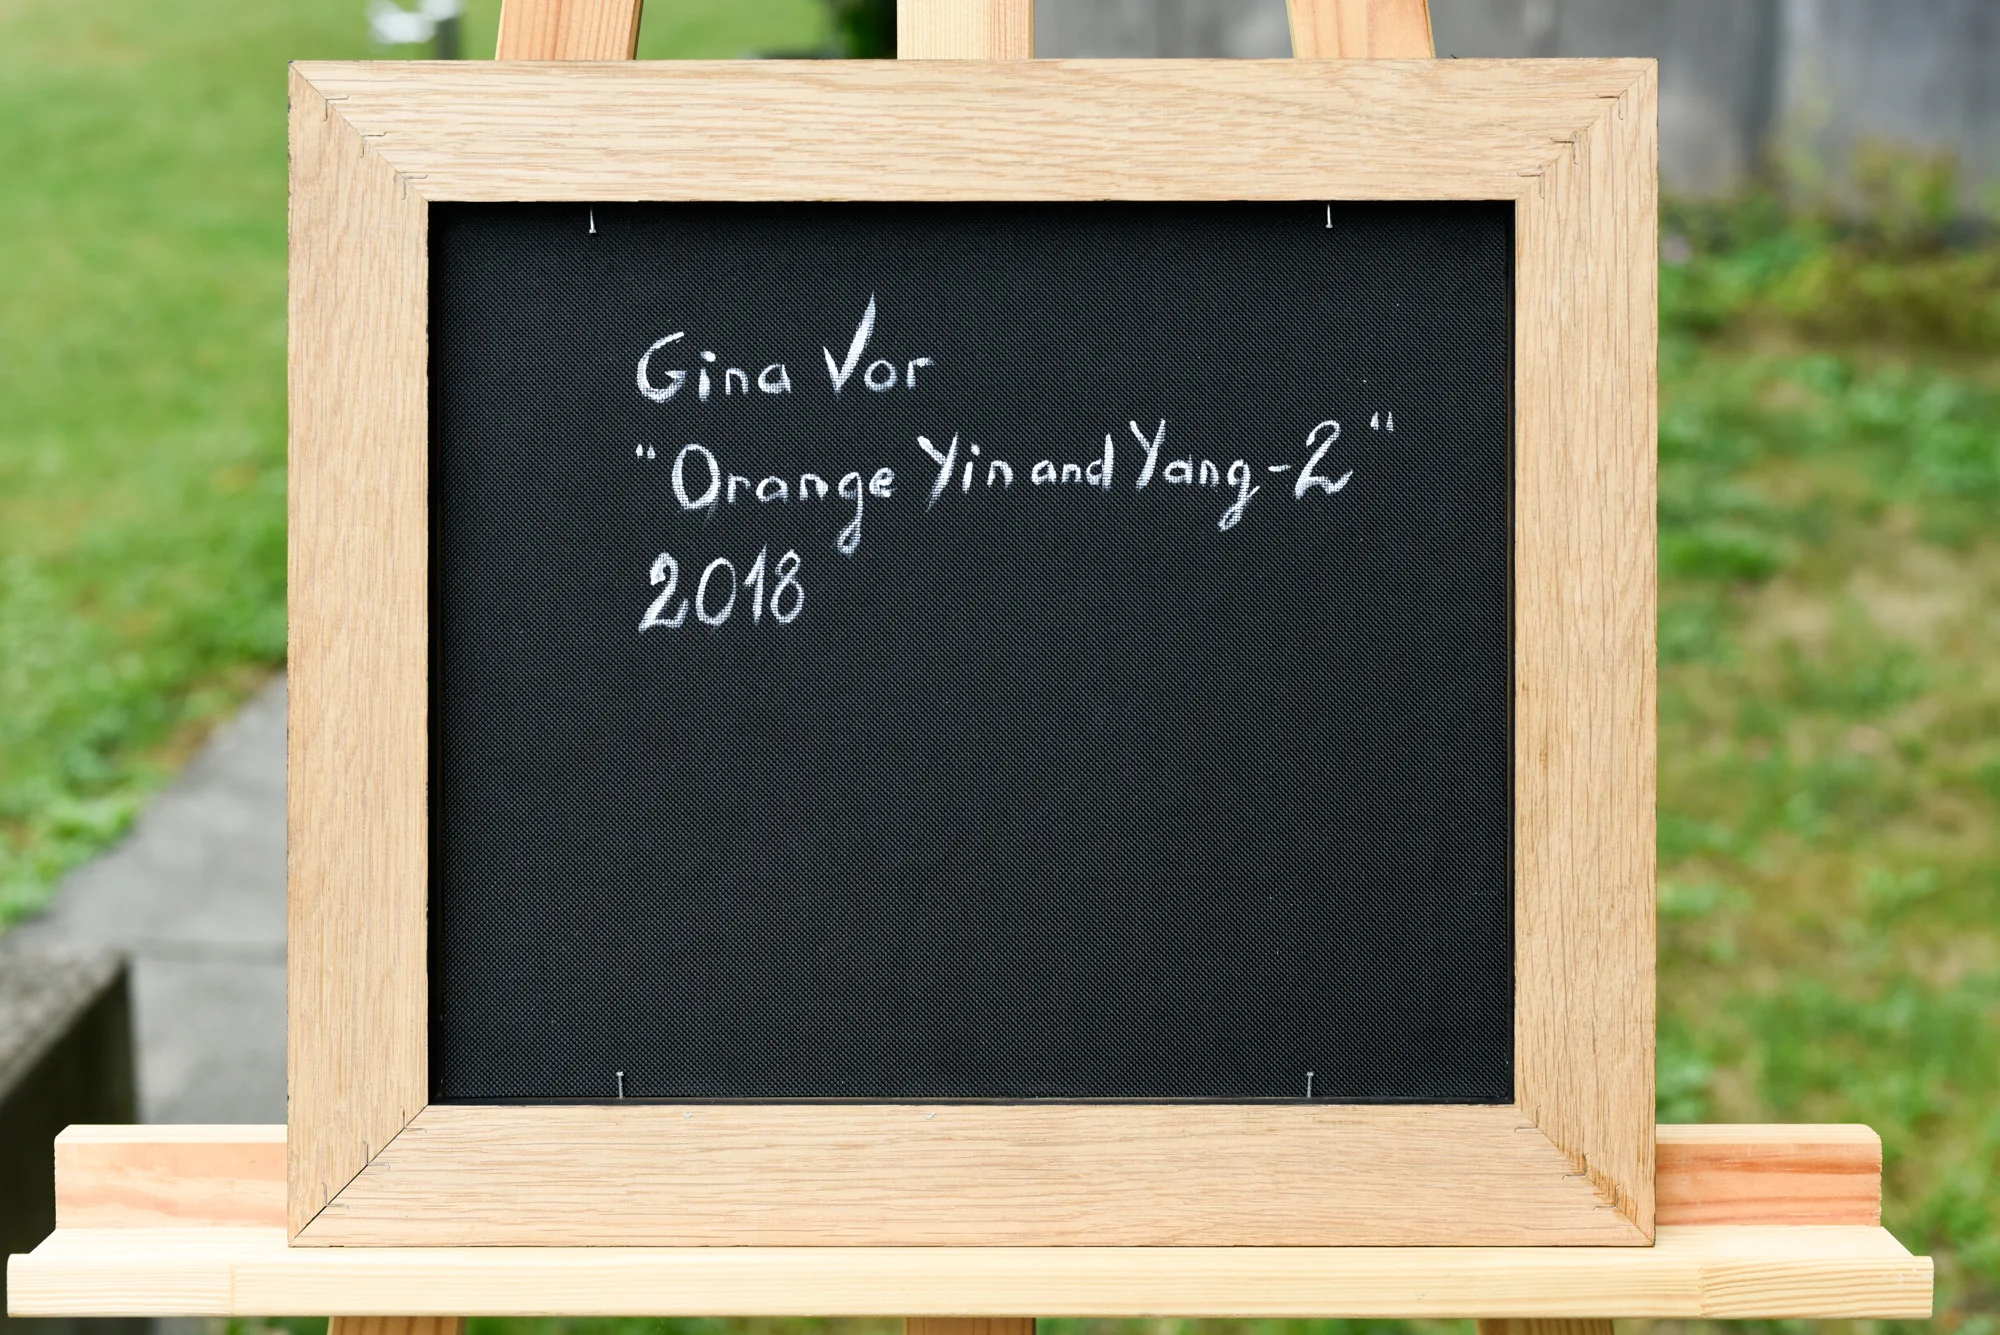 Gina Vor
“Orange Yin and Yang-2”
2018